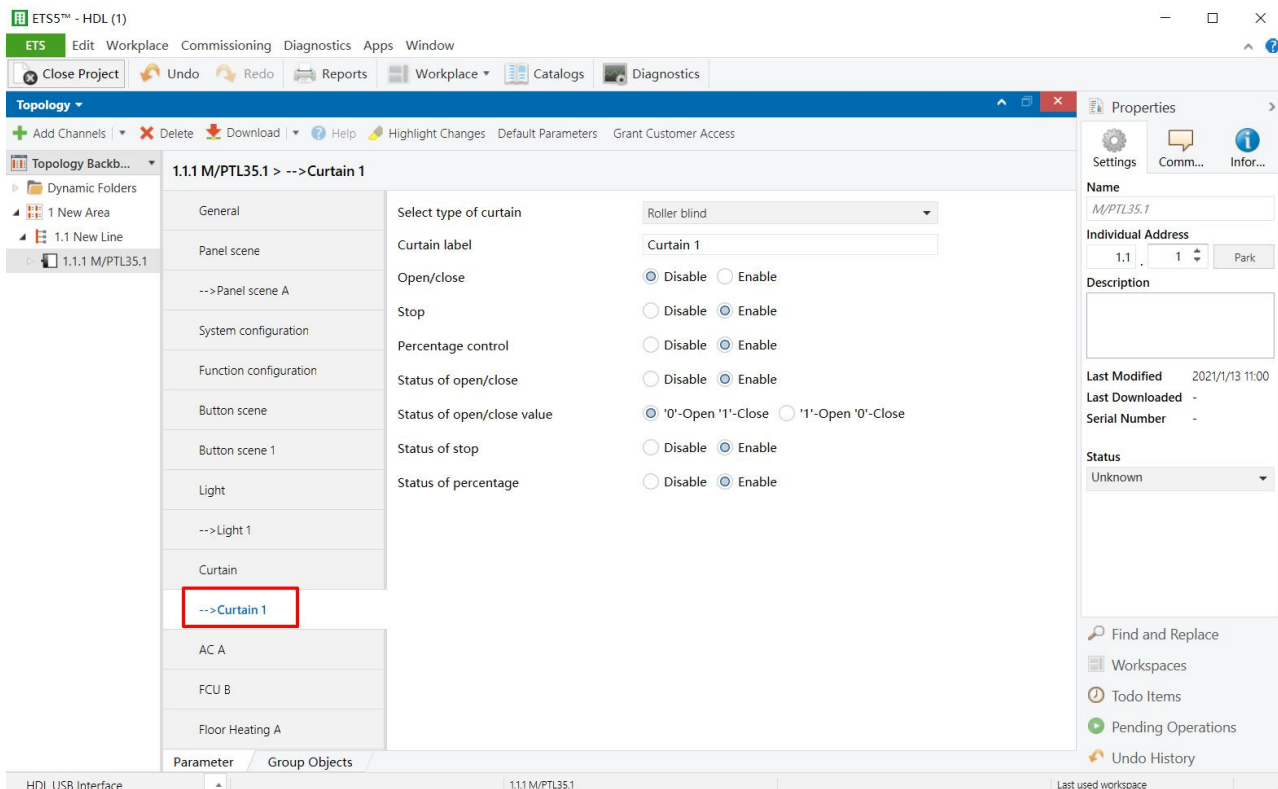 ETS5™ - HDL (1)
ETS Edit Workplace Commissioning Diagnostics Apps Window
Close Project Undo Redo Reports Workplace Catalogs Diagnostics
Topology
Add Channels Delete Download Help Highlight Changes Default Parameters Grant Customer Access
Topology Backb...
Dynamic Folders
1 New Area
1.1 New Line
1.1.1 M/PTL35.1
1.1.1 M/PTL35.1 > -->Curtain 1
General
Panel scene
-->Panel scene A
System configuration
Function configuration
Button scene
Button scene 1
Light
-->Light 1
Curtain
-->Curtain 1
AC A
FCU B
Floor Heating A
Select type of curtain Roller blind
Curtain label Curtain 1
Open/close Disable Enable
Stop Disable Enable
Percentage control Disable Enable
Status of open/close Disable Enable
Status of open/close value '0'-Open '1'-Close '1'-Open '0'-Close
Status of stop Disable Enable
Status of percentage Disable Enable
Parameter Group Objects
Properties
Settings Comm... Infor...
Name
M/PTL35.1
Individual Address
1.1 . 1 Park
Description
Last Modified 2021/1/13 11:00
Last Downloaded -
Serial Number -
Status
Unknown
Find and Replace
Workspaces
Todo Items
Pending Operations
Undo History
HDL USB Interface 1.1.1 M/PTL35.1 Last used workspace